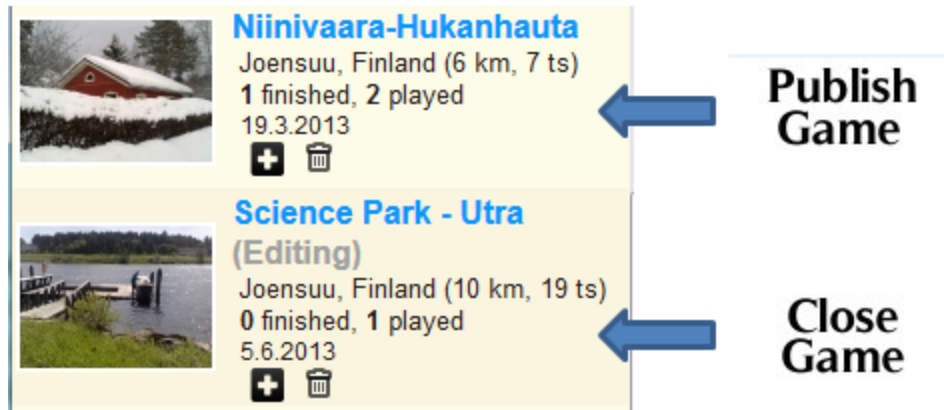 Niinivaara-Hukanhauta
Joensuu, Finland (6 km, 7 ts)
1 finished, 2 played
19.3.2013
Publish
Game
Science Park - Utra
(Editing)
Joensuu, Finland (10 km, 19 ts)
0 finished, 1 played
5.6.2013
Close
Game